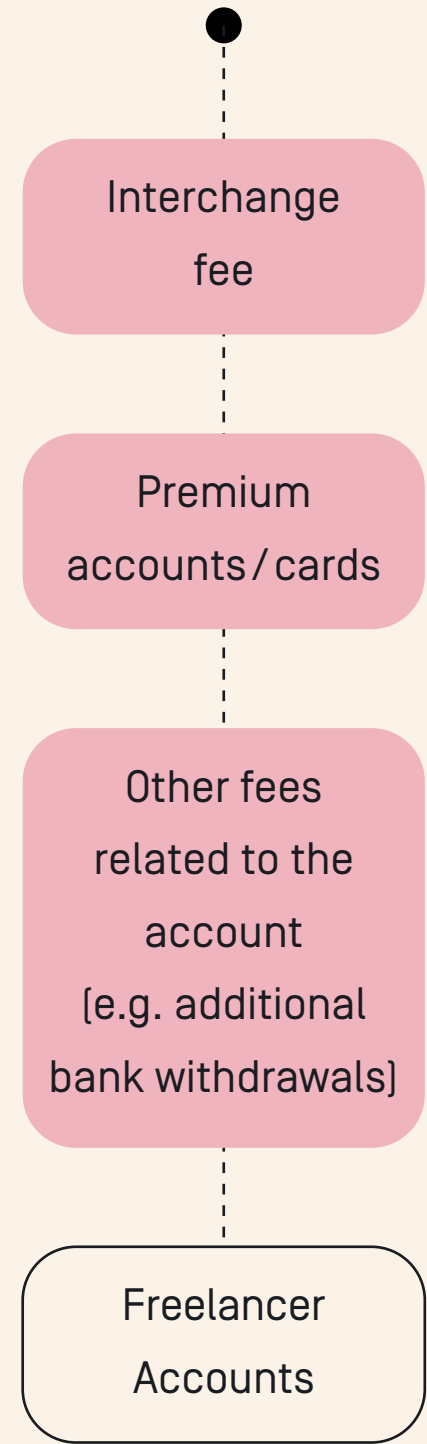 Interchange
fee
Premium
accounts/cards
Other fees
related to the
account
(e.g. additional
bank withdrawals)
Freelancer
Accounts